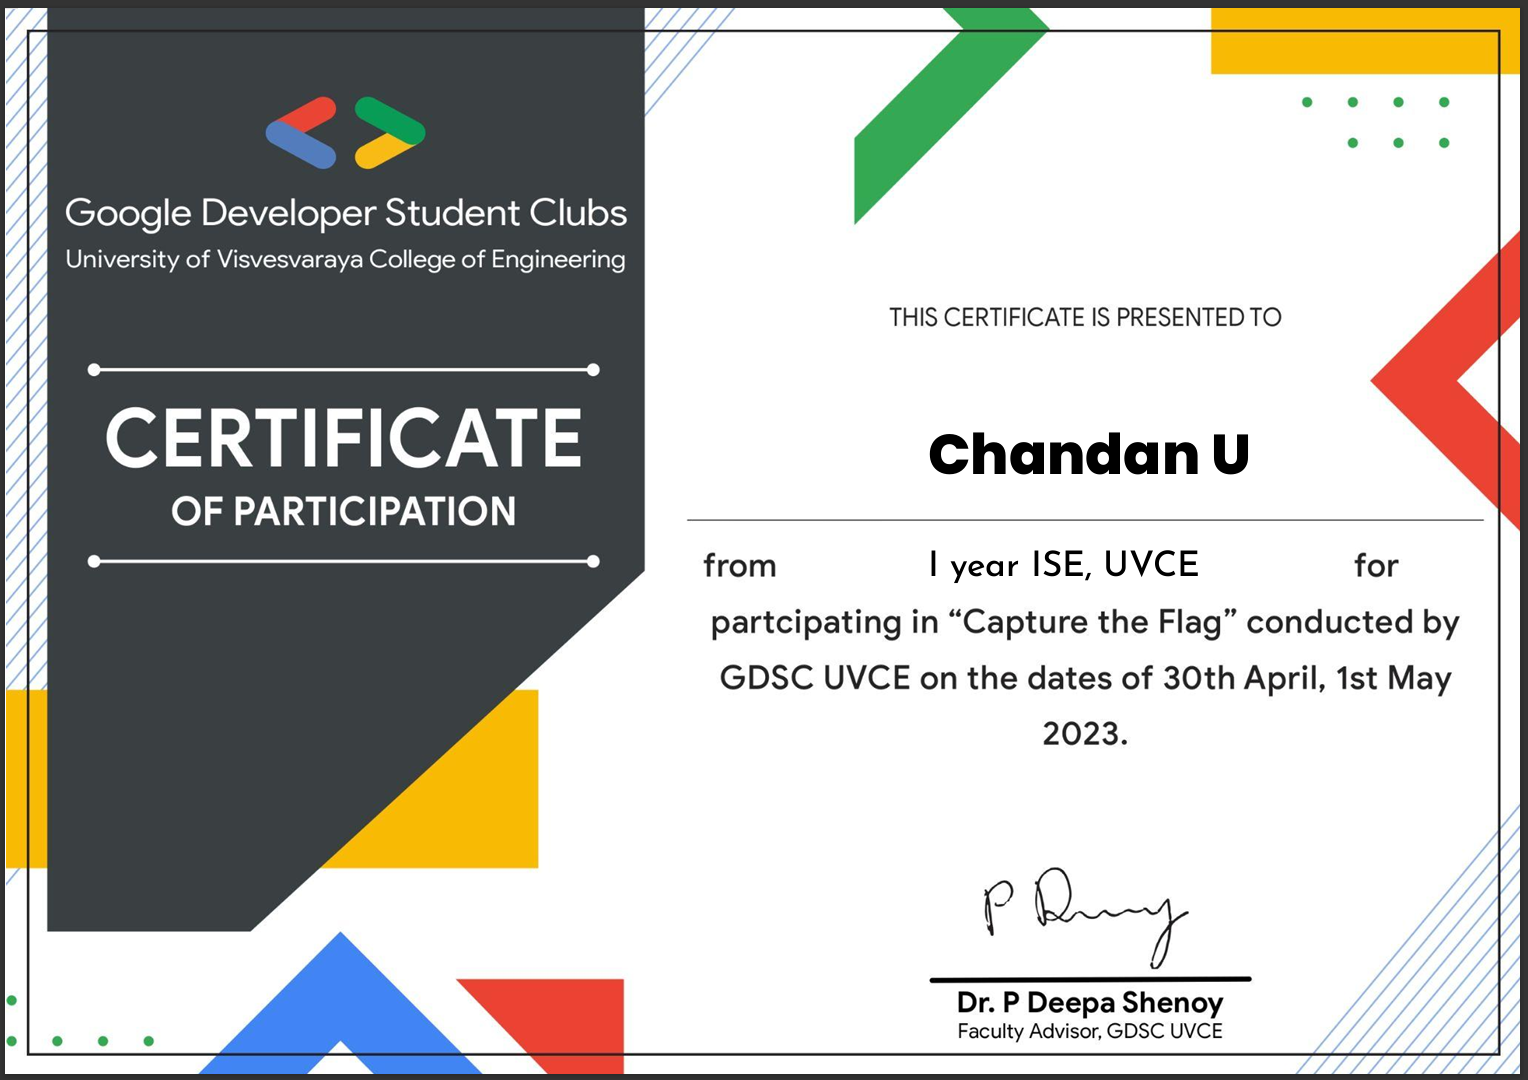 Google Developer Student Clubs
University of Visvesvaraya College of Engineering
CERTIFICATE
OF PARTICIPATION
THIS CERTIFICATE IS PRESENTED TO
Chandan U
from I year ISE, UVCE for
partcipating in “Capture the Flag” conducted by
GDSC UVCE on the dates of 30th April, 1st May
2023.
Dr. P Deepa Shenoy
Faculty Advisor, GDSC UVCE